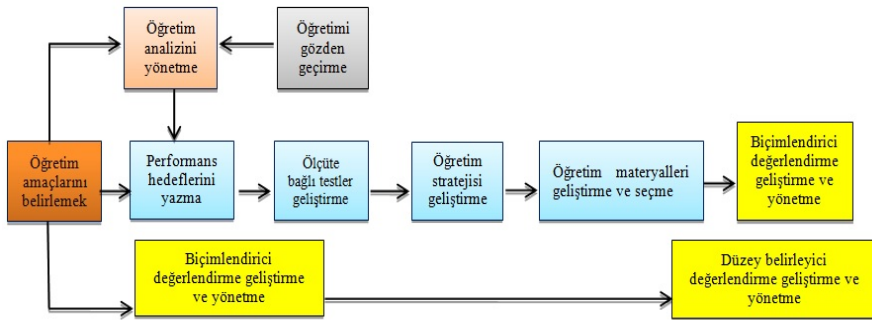 Öğretim
analizini
yönetme
Öğretimi
gözden
geçirme
Öğretim
amaçlarını
belirlemek
Performans
hedeflerini
yazma
Ölçüte
bağlı testler
geliştirme
Öğretim
stratejisi
geliştirme
Öğretim materyalleri
geliştirme ve seçme
Biçimlendirici
değerlendirme
geliştirme ve
yönetme
Biçimlendirici
değerlendirme geliştirme
ve yönetme
Düzey belirleyici
değerlendirme geliştirme ve
yönetme